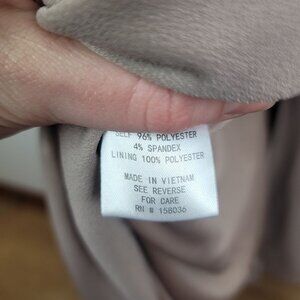 SELF 96% POLYESTER
4% SPANDEX
LINING 100% POLYESTER
MADE IN VIETNAM
SEE REVERSE
FOR CARE
RN # 158036